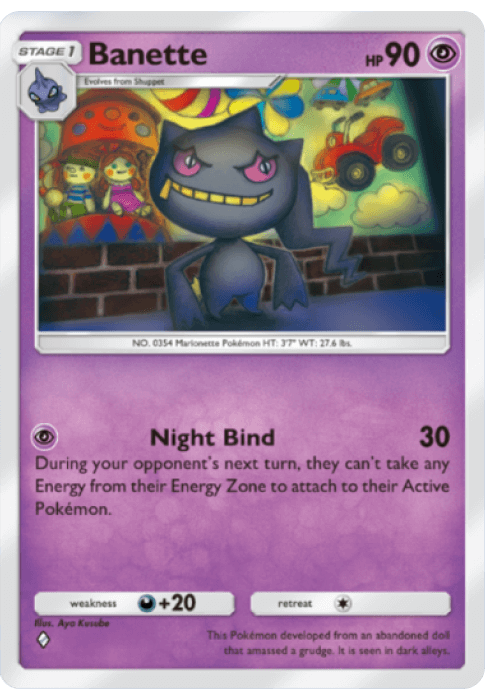 STAGE 1 Banette HP 90
Evolves from Shuppet
NO. 0354 Marionette Pokémon HT: 3'7" WT: 27.6 lbs.
Night Bind 30
During your opponent's next turn, they can't take any
Energy from their Energy Zone to attach to their Active
Pokémon.
weakness +20 retreat
Illus. Aya Kusube
This Pokémon developed from an abandoned doll
that amassed a grudge. It is seen in dark alleys.